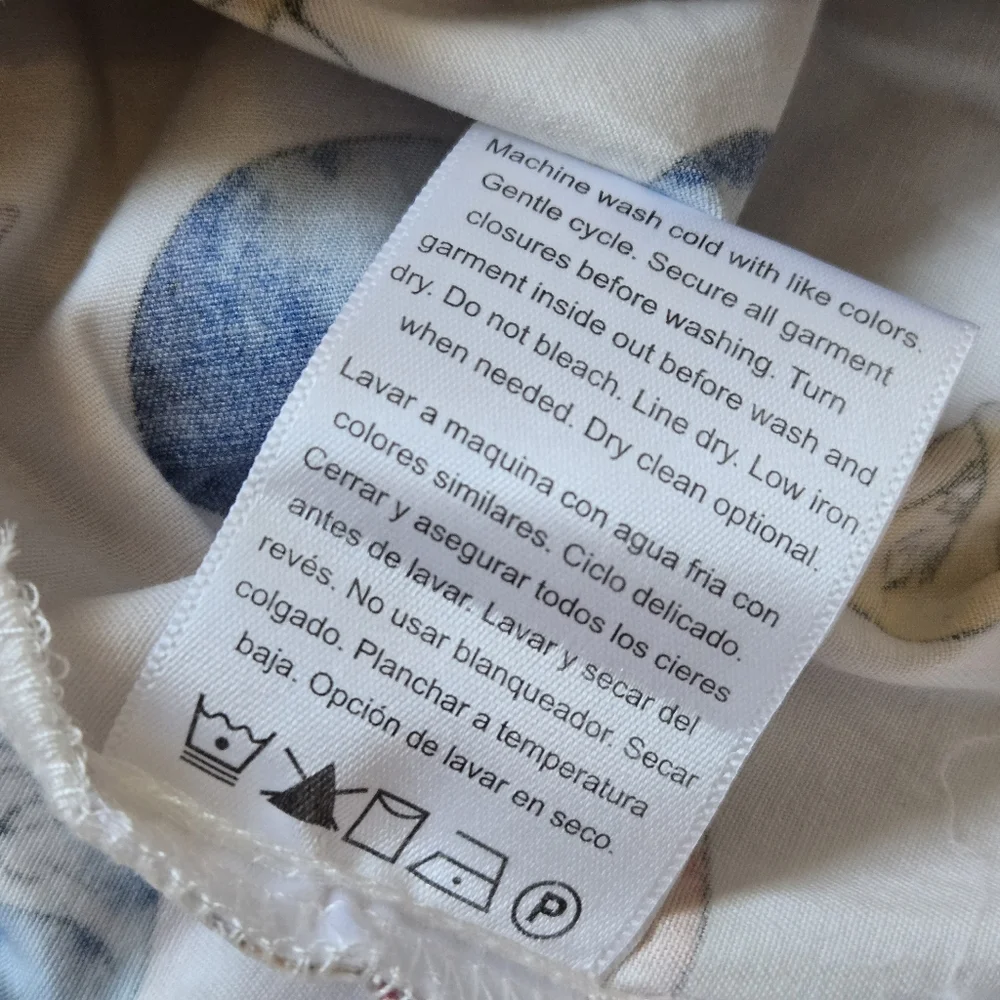 Machine wash cold with like colors.
Gentle cycle. Secure all garment
closures before washing. Turn
garment inside out before wash and
dry. Do not bleach. Line dry. Low iron
when needed. Dry clean optional.
Lavar a maquina con agua fria con
colores similares. Ciclo delicado.
Cerrar y asegurar todos los cieres
antes de lavar. Lavar y secar del
revés. No usar blanqueador. Secar
colgado. Planchar a temperatura
baja. Opción de lavar en seco.
P